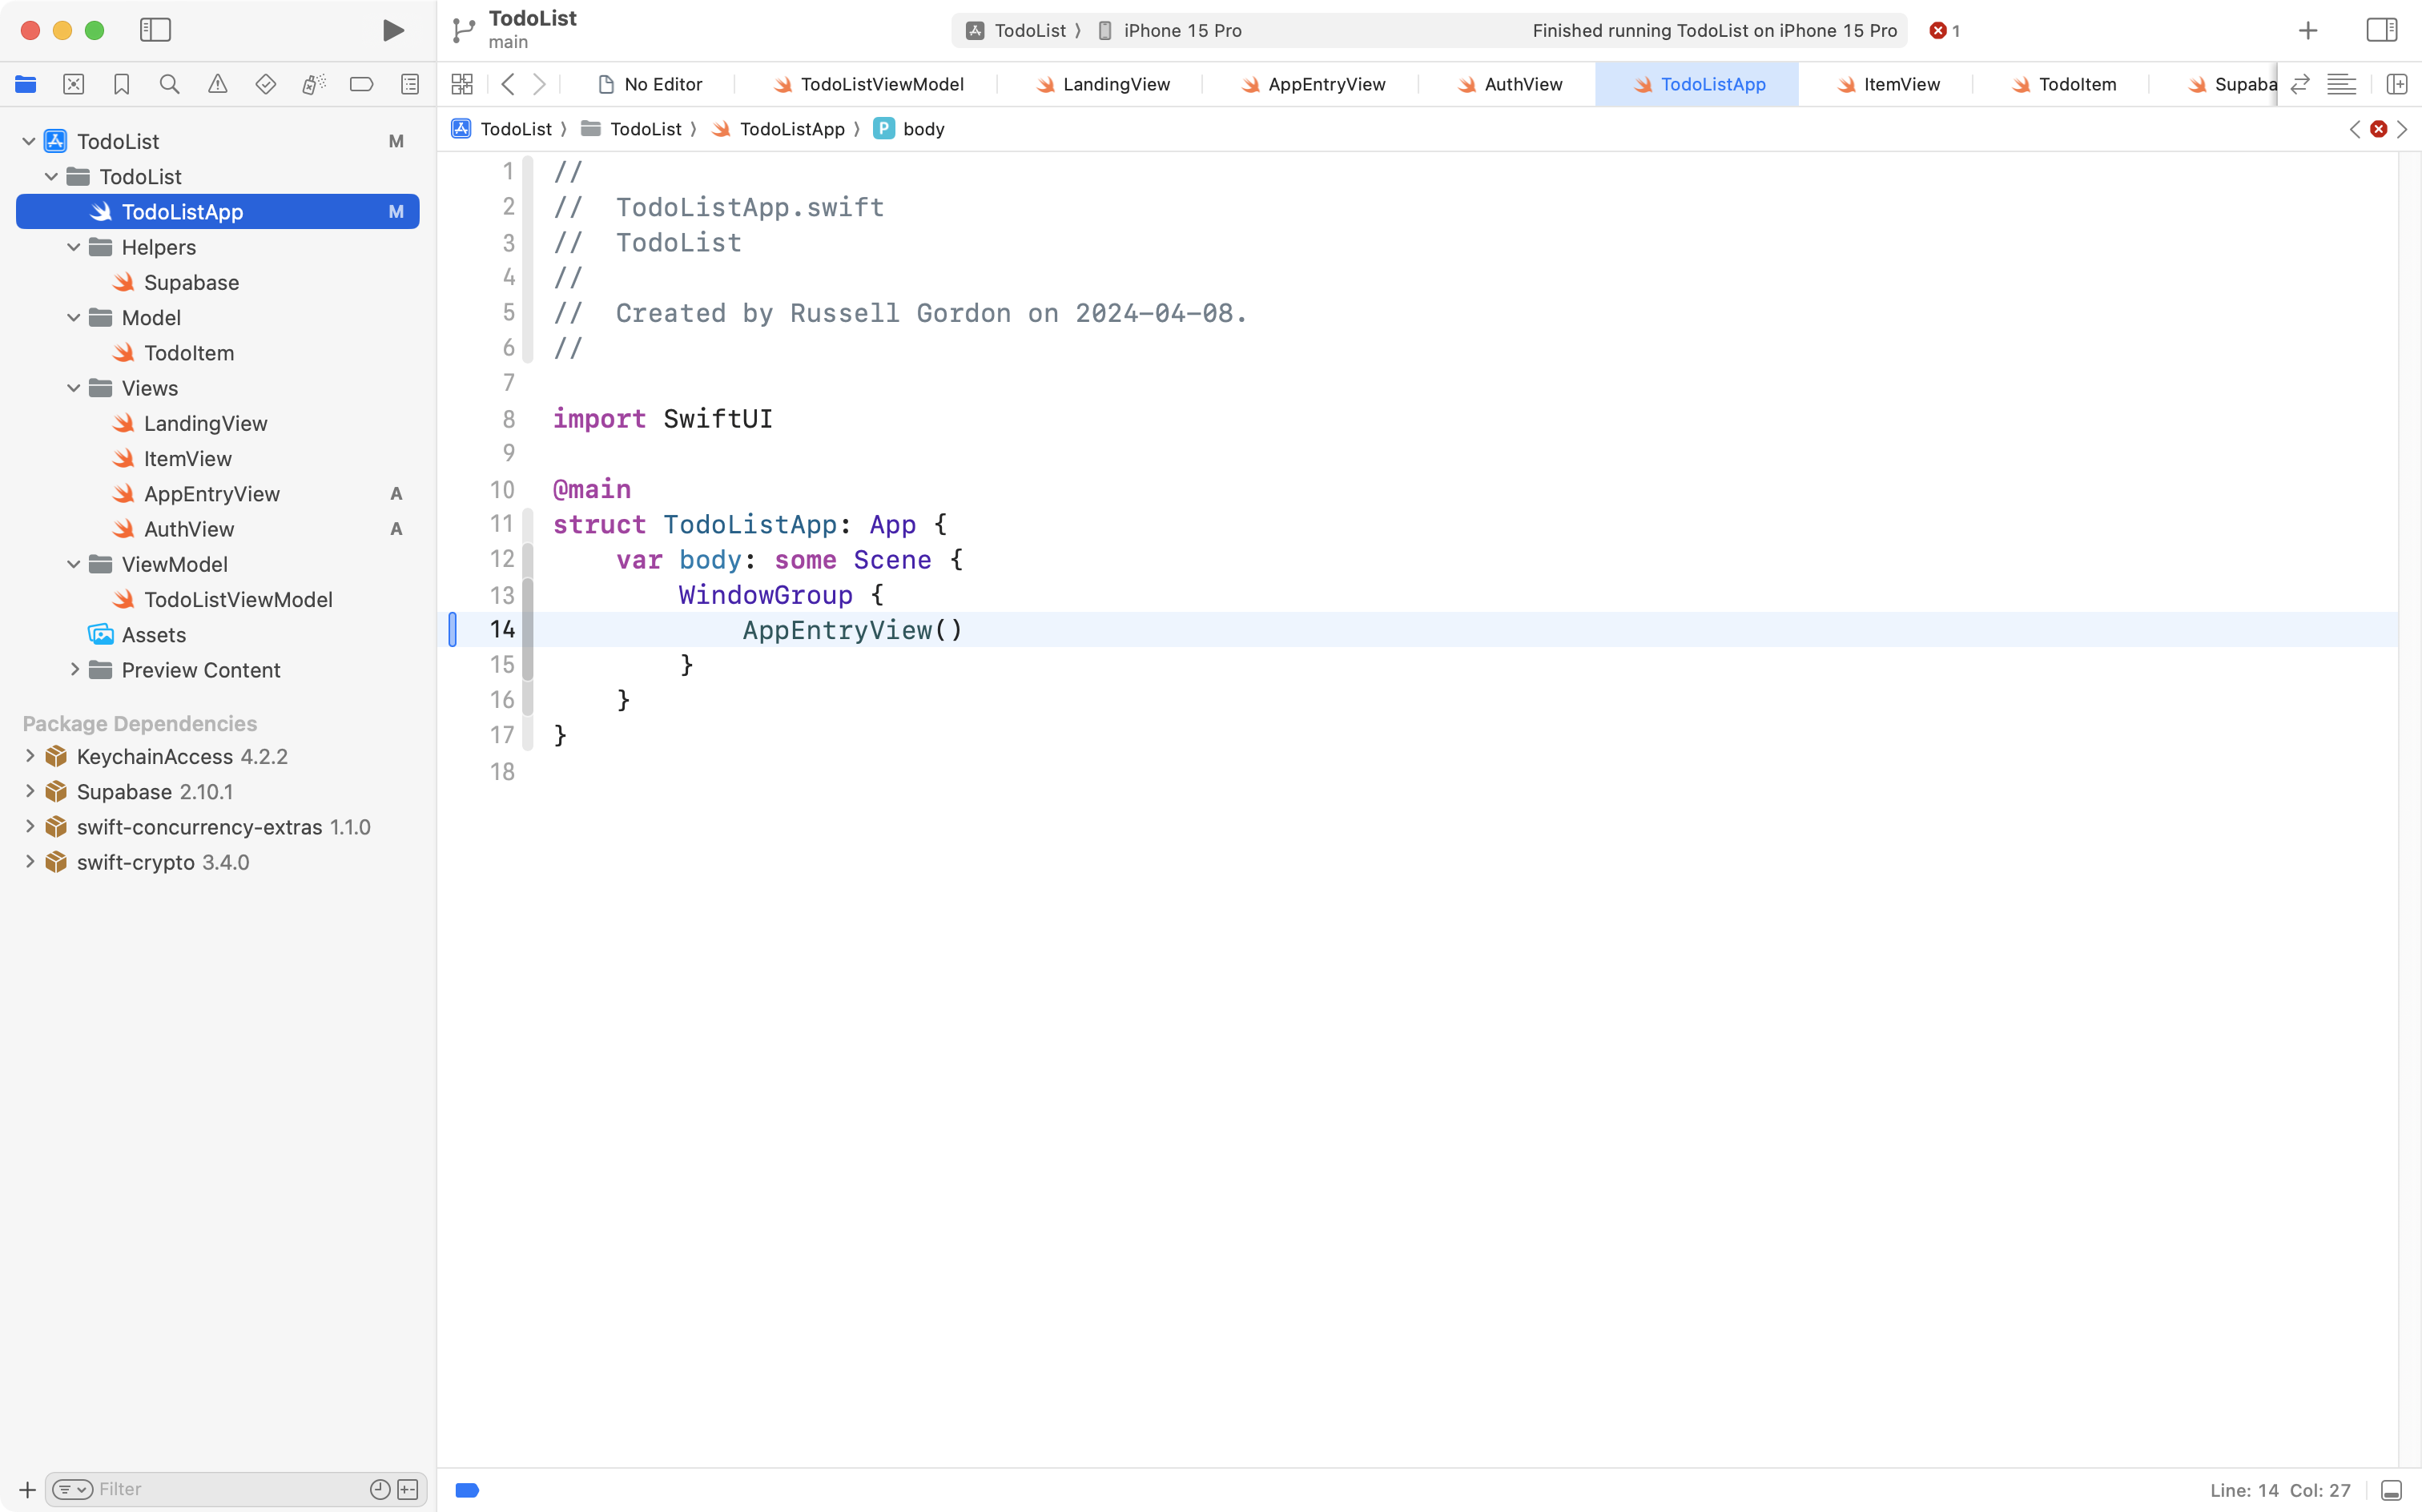 TodoList
main
TodoList ⟩ iPhone 15 Pro
Finished running TodoList on iPhone 15 Pro
1
No Editor
TodoListViewModel
LandingView
AppEntryView
AuthView
TodoListApp
ItemView
TodoItem
Supaba
TodoList ⟩ TodoList ⟩ TodoListApp ⟩ P body
TodoList M
TodoList
TodoListApp M
Helpers
Supabase
Model
TodoItem
Views
LandingView
ItemView
AppEntryView A
AuthView A
ViewModel
TodoListViewModel
Assets
Preview Content
Package Dependencies
KeychainAccess 4.2.2
Supabase 2.10.1
swift-concurrency-extras 1.1.0
swift-crypto 3.4.0
Filter
1 //
2 //  TodoListApp.swift
3 //  TodoList
4 //
5 //  Created by Russell Gordon on 2024-04-08.
6 //
7
8 import SwiftUI
9
10 @main
11 struct TodoListApp: App {
12     var body: some Scene {
13         WindowGroup {
14             AppEntryView()
15         }
16     }
17 }
18
Line: 14 Col: 27